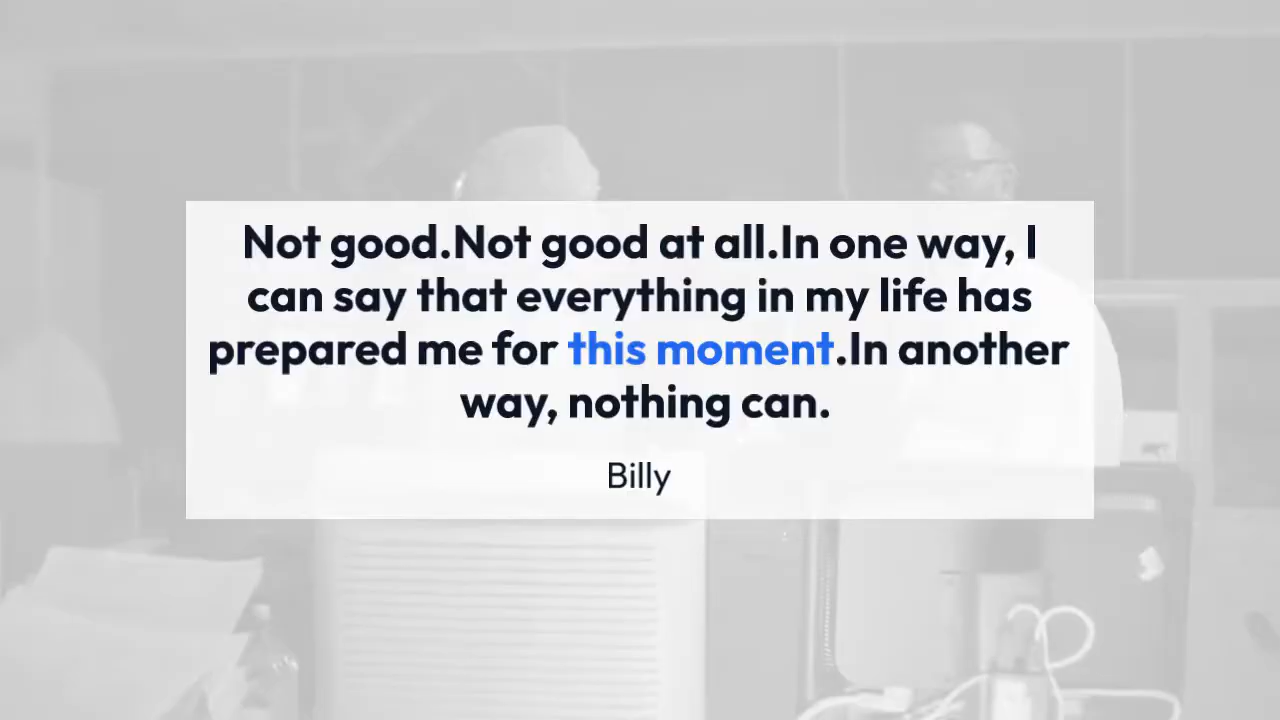 Not good.Not good at all.In one way, I
can say that everything in my life has
prepared me for this moment.In another
way, nothing can.
Billy